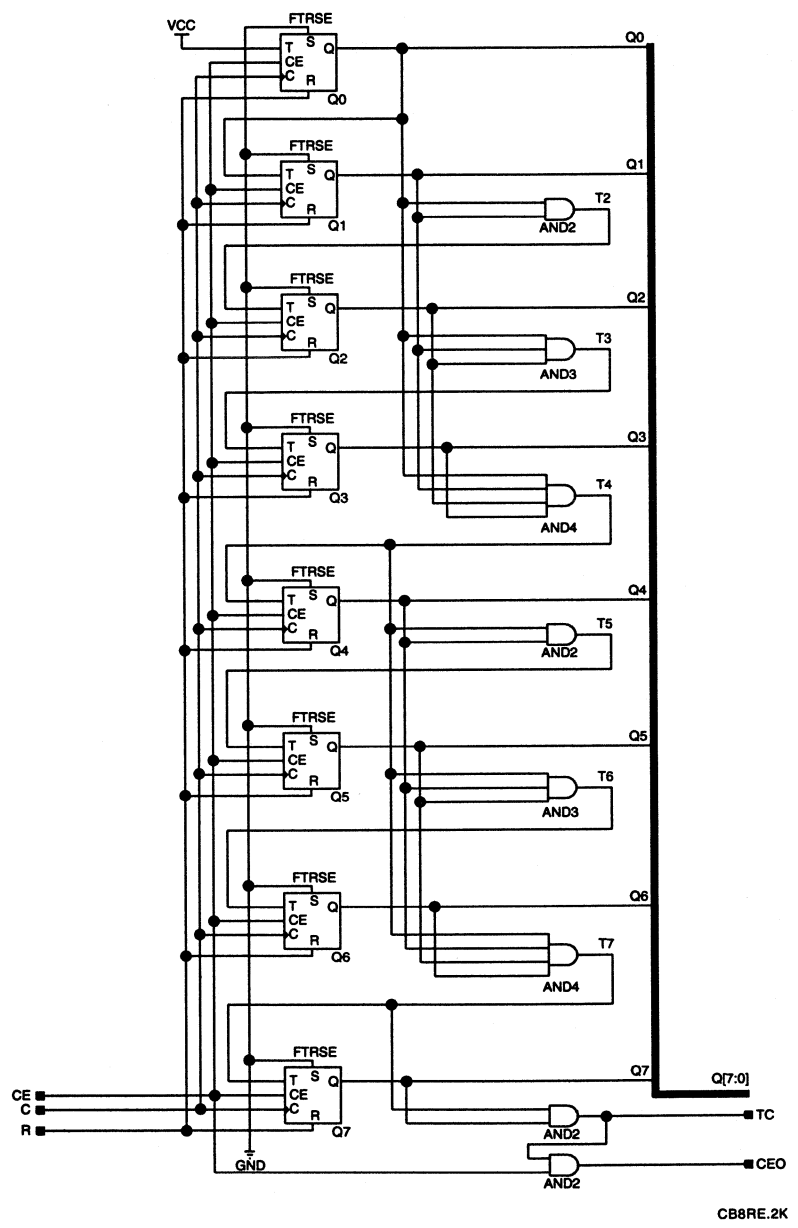 VCC
FTRSE
T S Q
CE
C
R
Q0
Q0
FTRSE
T S Q
CE
C
R
Q1
Q1
T2
AND2
FTRSE
T S Q
CE
C
R
Q2
Q2
T3
AND3
FTRSE
T S Q
CE
C
R
Q3
Q3
T4
AND4
FTRSE
T S Q
CE
C
R
Q4
Q4
T5
AND2
FTRSE
T S Q
CE
C
R
Q5
Q5
T6
AND3
FTRSE
T S Q
CE
C
R
Q6
Q6
T7
AND4
FTRSE
T S Q
CE
C
R
Q7
Q7
Q[7:0]
CE
C
R
AND2
TC
GND
AND2
CEO
CB8RE.2K